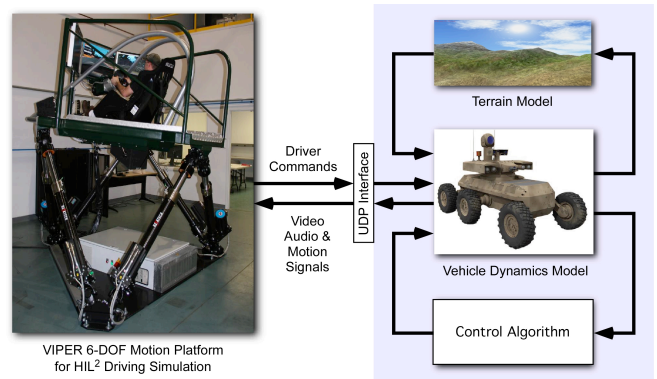 Driver
Commands
Video
Audio &
Motion
Signals
UDP Interface
Terrain Model
Vehicle Dynamics Model
Control Algorithm
VIPER 6-DOF Motion Platform
for HIL² Driving Simulation